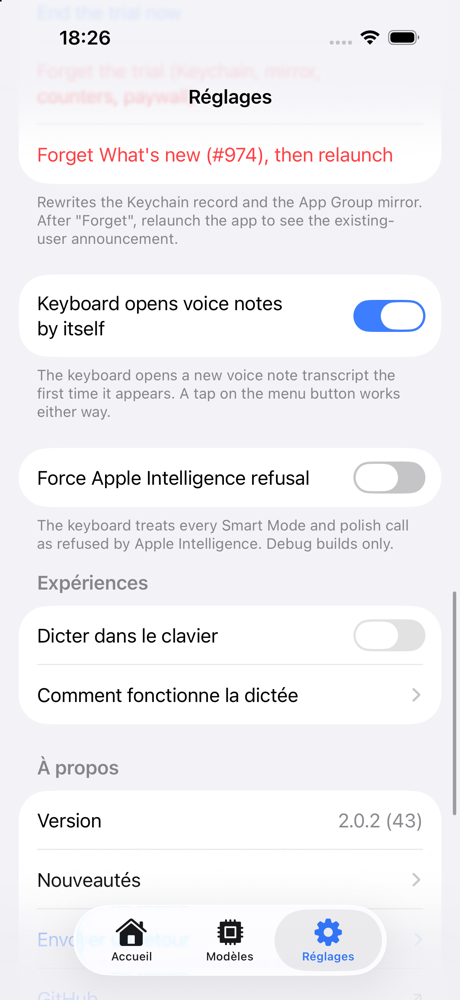 End the trial now
18:26
Forget the trial (Keychain, mirror,
counters, paywall
Réglages
Forget What's new (#974), then relaunch
Rewrites the Keychain record and the App Group mirror.
After "Forget", relaunch the app to see the existing-
user announcement.
Keyboard opens voice notes
by itself
The keyboard opens a new voice note transcript the
first time it appears. A tap on the menu button works
either way.
Force Apple Intelligence refusal
The keyboard treats every Smart Mode and polish call
as refused by Apple Intelligence. Debug builds only.
Expériences
Dicter dans le clavier
Comment fonctionne la dictée
À propos
Version
2.0.2 (43)
Nouveautés
Accueil
Modèles
Réglages
GitHub